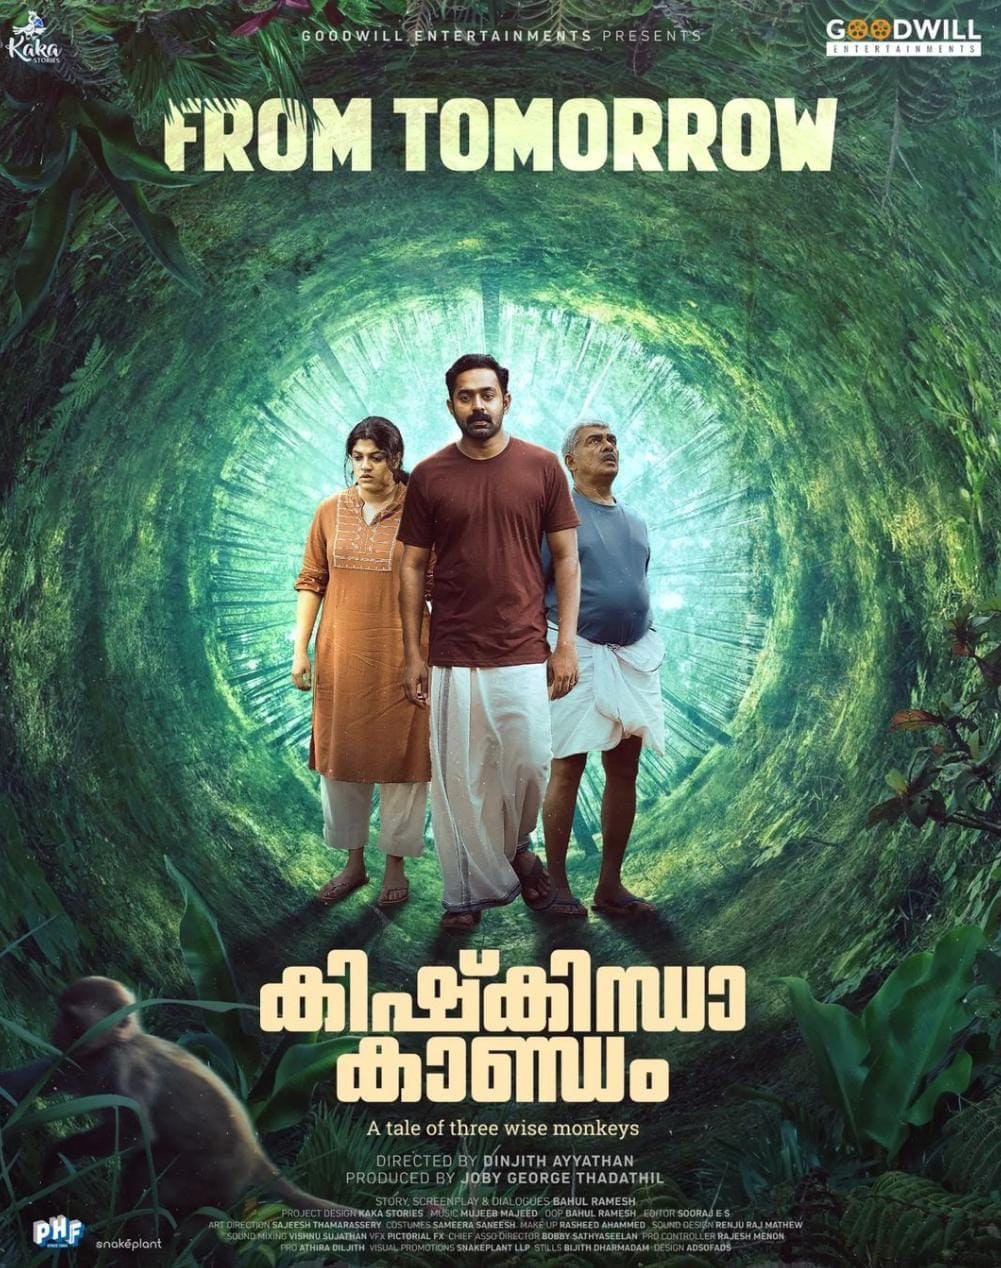 Kaka
STORIES
GOODWILL ENTERTAINMENTS PRESENTS
GOODWILL
ENTERTAINMENTS
FROM TOMORROW
കിഷ്കിന്ധാ
കാണ്ഡം
A tale of three wise monkeys
DIRECTED BY DINJITH AYYATHAN
PRODUCED BY JOBY GEORGE THADATHIL
STORY, SCREENPLAY & DIALOGUES BAHUL RAMESH
PROJECT DESIGN KAKA STORIES MUSIC MUJEEB MAJEED DOP BAHUL RAMESH EDITOR SOORAJ E S
ART DIRECTION SAJEESH THAMARASSERY COSTUMES SAMEERA SANEESH MAKE UP RASHEED AHAMMED SOUND DESIGN RENJU RAJ MATHEW
SOUND MIXING VISHNU SUJATHAN VFX PICTORIAL FX CHIEF ASSO DIRECTOR BOBBY SATHYASEELAN PRO CONTROLLER RAJESH MENON
PRO ATHIRA DILJITH VISUAL PROMOTIONS SNAKEPLANT LLP STILLS BIJITH DHARMADAM DESIGN ADSOFADS
PHF
snakeplant